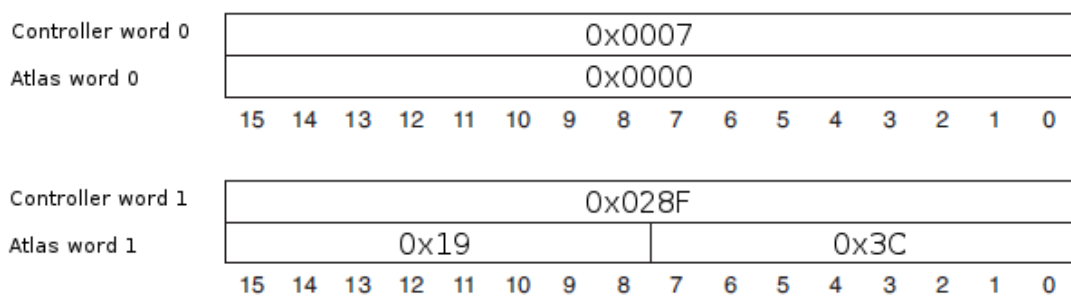 Controller word 0 0x0007
Atlas word 0 0x0000
15 14 13 12 11 10 9 8 7 6 5 4 3 2 1 0
Controller word 1 0x028F
Atlas word 1 0x19 0x3C
15 14 13 12 11 10 9 8 7 6 5 4 3 2 1 0